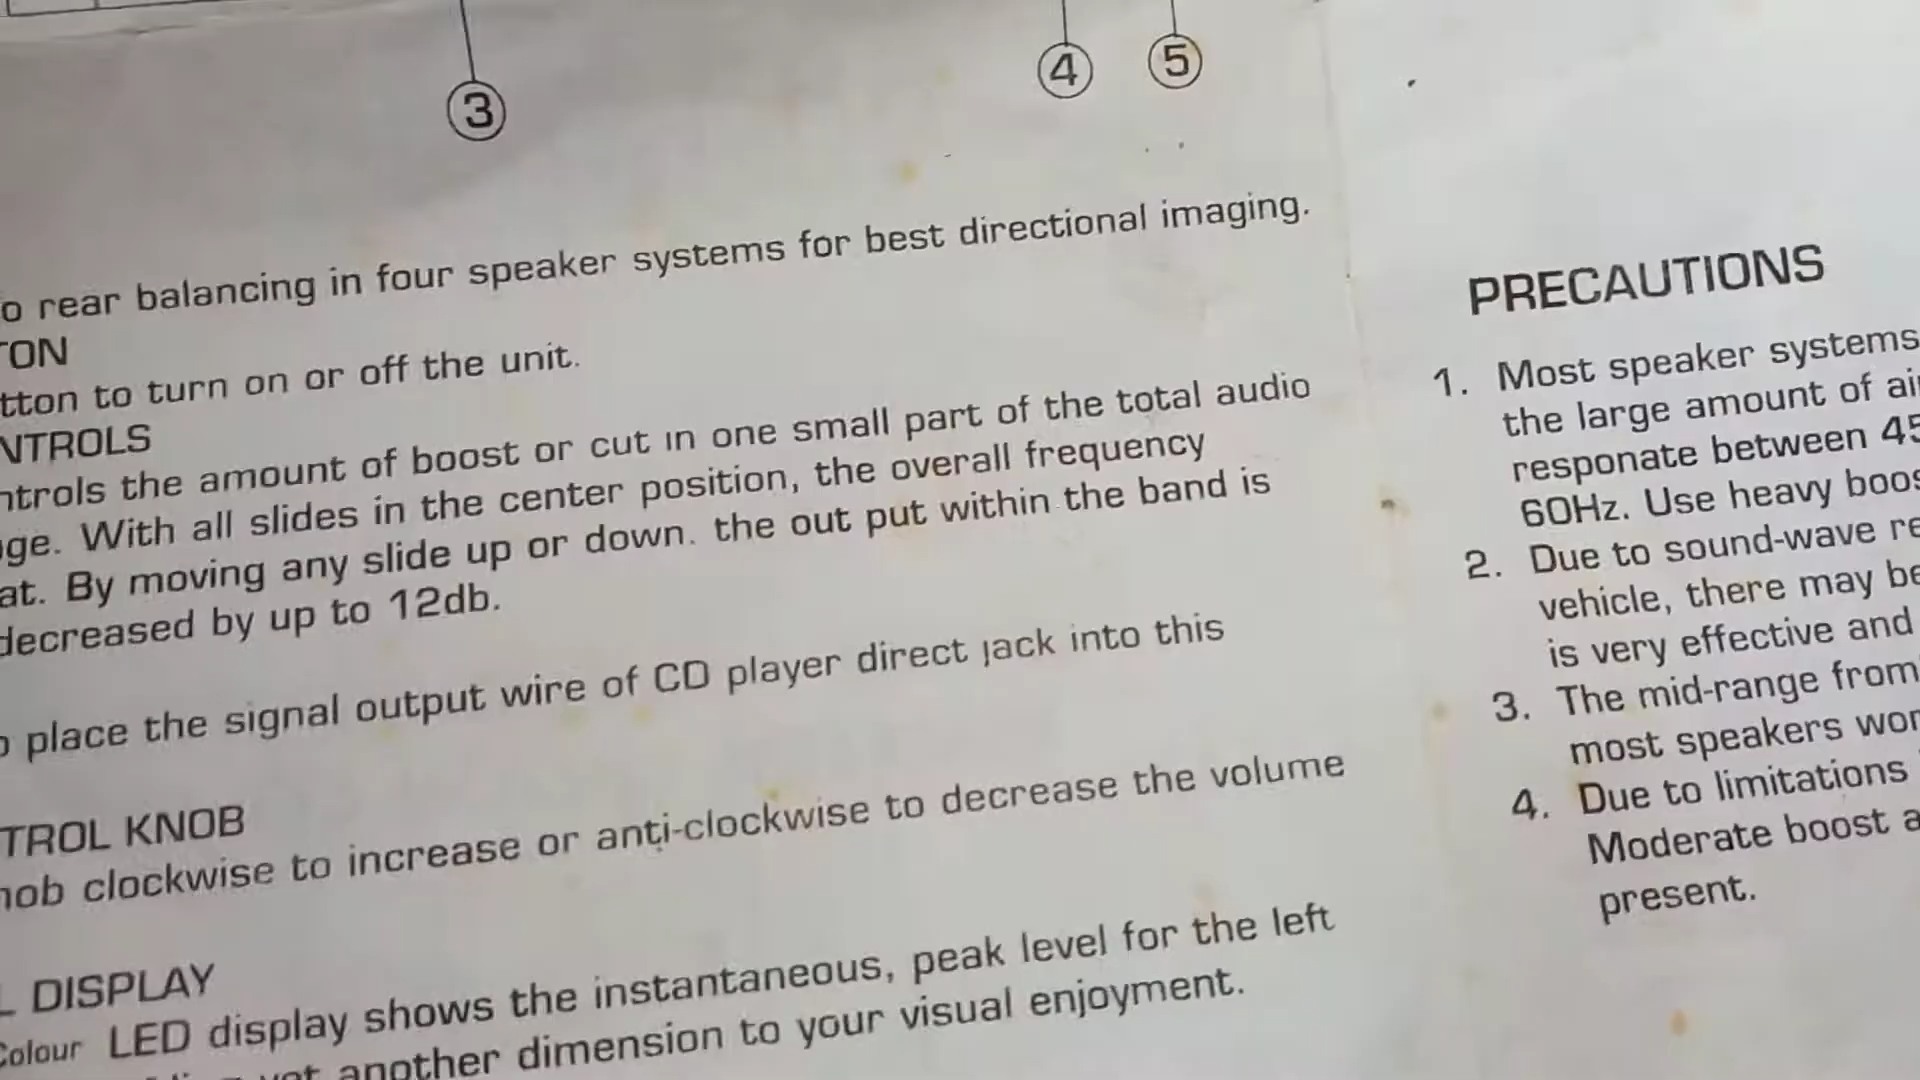 3
4
5
o rear balancing in four speaker systems for best directional imaging.
TON
tton to turn on or off the unit.
NTROLS
ntrols the amount of boost or cut in one small part of the total audio
ge. With all slides in the center position, the overall frequency
at. By moving any slide up or down. the out put within the band is
decreased by up to 12db.
o place the signal output wire of CD player direct jack into this
TROL KNOB
nob clockwise to increase or anti-clockwise to decrease the volume
L DISPLAY
Colour LED display shows the instantaneous, peak level for the left
yet another dimension to your visual enjoyment.
PRECAUTIONS
1. Most speaker systems
the large amount of air
responate between 45
60Hz. Use heavy boos
2. Due to sound-wave re
vehicle, there may be
is very effective and
3. The mid-range from
most speakers wor
4. Due to limitations
Moderate boost a
present.